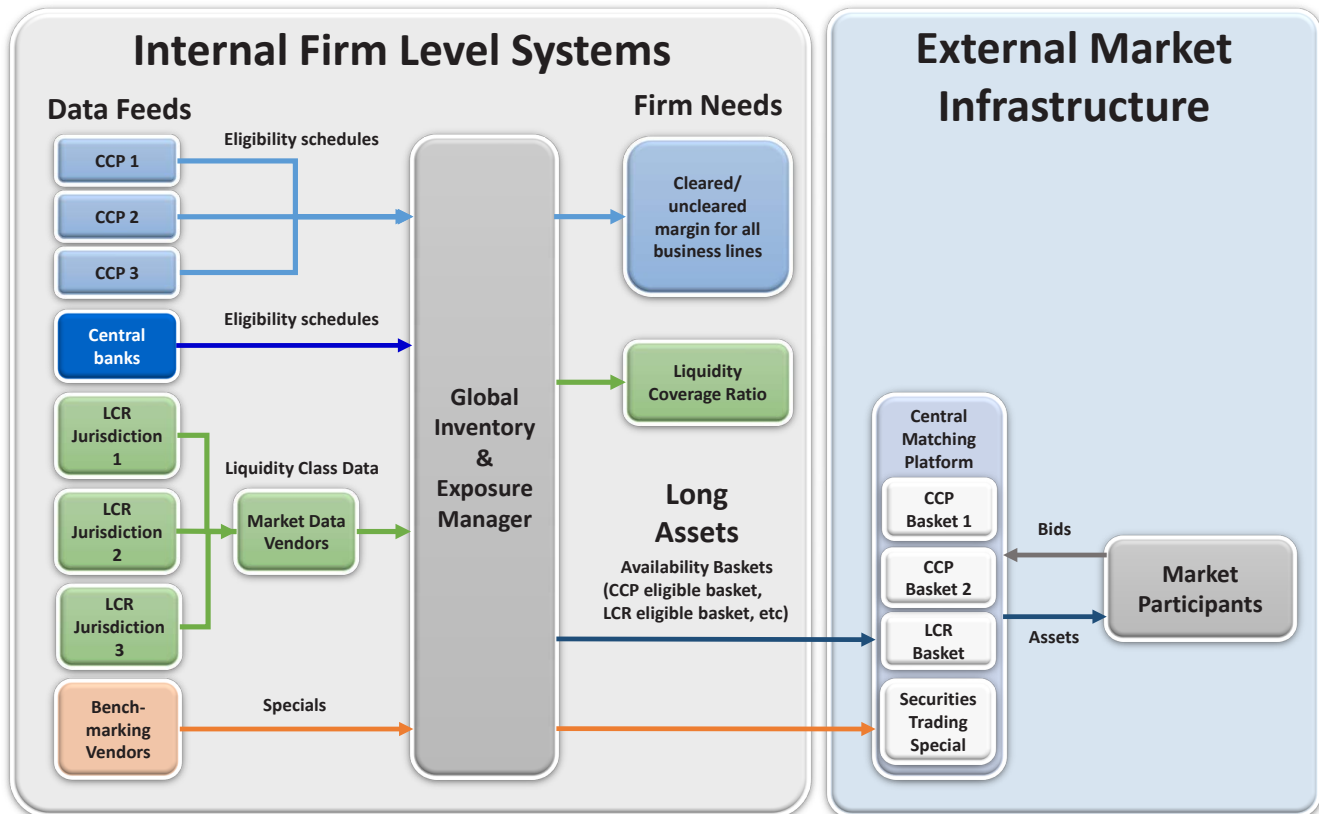 Internal Firm Level Systems
Data Feeds
CCP 1
CCP 2
CCP 3
Central
banks
LCR
Jurisdiction
1
LCR
Jurisdiction
2
LCR
Jurisdiction
3
Bench-
marking
Vendors
Eligibility schedules
Eligibility schedules
Liquidity Class Data
Market Data
Vendors
Specials
Global
Inventory
&
Exposure
Manager
Firm Needs
Cleared/
uncleared
margin for all
business lines
Liquidity
Coverage Ratio
Long
Assets
Availability Baskets
(CCP eligible basket,
LCR eligible basket, etc)
External Market
Infrastructure
Central
Matching
Platform
CCP
Basket 1
CCP
Basket 2
LCR
Basket
Securities
Trading
Special
Bids
Assets
Market
Participants